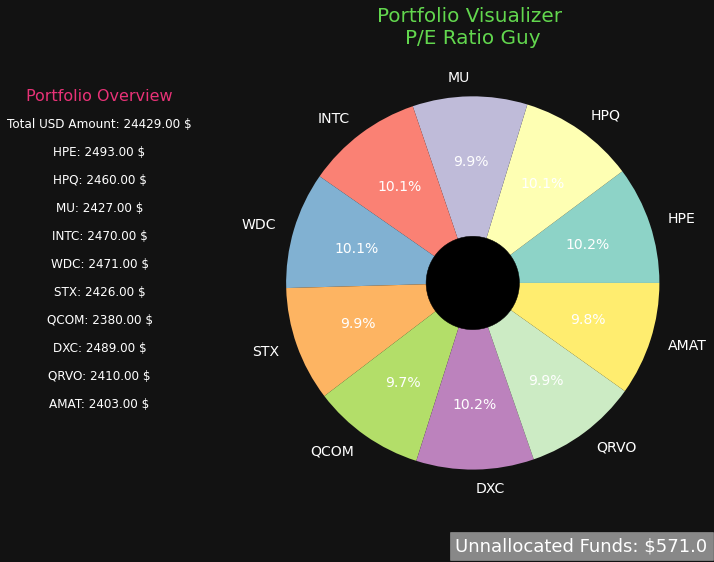 Portfolio Visualizer
P/E Ratio Guy
Portfolio Overview
Total USD Amount: 24429.00 $
HPE: 2493.00 $
HPQ: 2460.00 $
MU: 2427.00 $
INTC: 2470.00 $
WDC: 2471.00 $
STX: 2426.00 $
QCOM: 2380.00 $
DXC: 2489.00 $
QRVO: 2410.00 $
AMAT: 2403.00 $
MU
HPQ
INTC
9.9%
10.1%
10.1%
HPE
WDC
10.1%
10.2%
9.9%
9.8%
STX
AMAT
9.7%
9.9%
10.2%
QCOM
QRVO
DXC
Unallocated Funds: $571.0